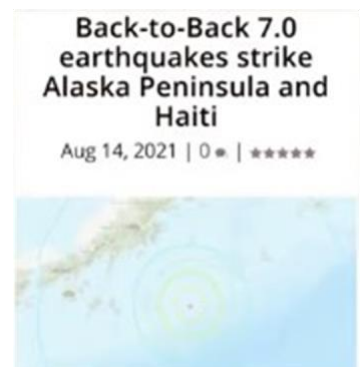 Back-to-Back 7.0
earthquakes strike
Alaska Peninsula and
Haiti
Aug 14, 2021 | 0 | ★★★★★